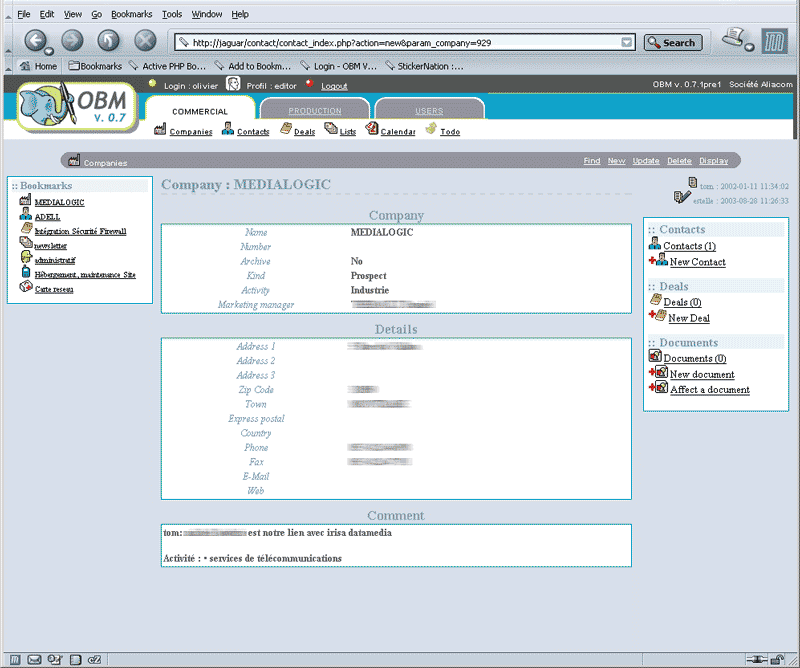 File Edit View Go Bookmarks Tools Window Help
http://jaguar/contact/contact_index.php?action=new&param_company=929
Search
Home Bookmarks Active PHP Bo... Add to Bookm... Login - OBM V... StickerNation :...
Login : olivier Profil : editor Logout OBM v. 0.7.1pre1 Société Aliacom
OBM
v. 0.7
COMMERCIAL PRODUCTION USERS
Companies Contacts Deals Lists Calendar Todo
Companies Find New Update Delete Display
:: Bookmarks
MEDIALOGIC
ADELL
Intégration Sécurité Firewall
newsletter
administratif
Hébergement, maintenance Site
Carte reseau
Company : MEDIALOGIC
tom : 2002-01-11 11:34:02
estelle : 2003-08-28 11:26:33
Company
Name MEDIALOGIC
Number
Archive No
Kind Prospect
Activity Industrie
Marketing manager
Details
Address 1
Address 2
Address 3
Zip Code
Town
Express postal
Country
Phone
Fax
E-Mail
Web
Comment
tom: est notre lien avec irisa datamedia
Activité : • services de télécommunications
:: Contacts
Contacts (1)
New Contact
:: Deals
Deals (0)
New Deal
:: Documents
Documents (0)
New document
Affect a document